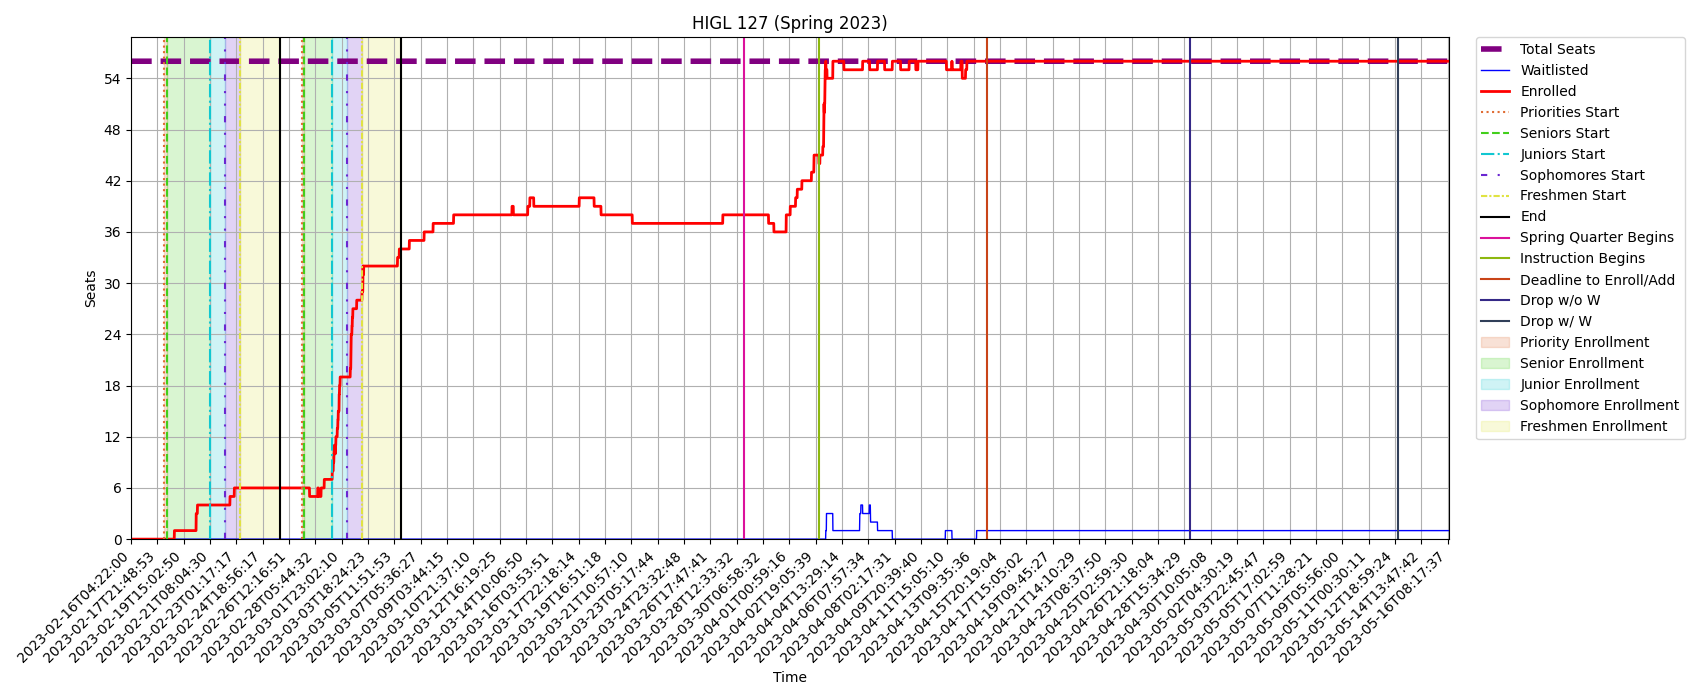 HIGL 127 (Spring 2023)
Seats
54
48
42
36
30
24
18
12
6
0
2023-02-16T04:22:00
2023-02-17T21:48:53
2023-02-19T15:02:50
2023-02-21T08:04:30
2023-02-23T01:17:17
2023-02-24T18:56:17
2023-02-26T12:16:51
2023-02-28T05:44:32
2023-03-01T23:02:10
2023-03-03T18:24:23
2023-03-05T11:51:53
2023-03-07T05:36:27
2023-03-09T03:44:15
2023-03-10T21:37:10
2023-03-12T16:19:25
2023-03-14T10:06:50
2023-03-16T03:53:51
2023-03-17T22:18:14
2023-03-19T16:51:18
2023-03-21T10:57:10
2023-03-23T05:17:44
2023-03-24T23:32:48
2023-03-26T17:47:41
2023-03-28T12:33:32
2023-03-30T06:58:32
2023-04-01T00:59:16
2023-04-02T19:05:39
2023-04-04T13:29:14
2023-04-06T07:57:34
2023-04-08T02:17:31
2023-04-09T20:39:40
2023-04-11T15:05:10
2023-04-13T09:35:36
2023-04-15T20:19:04
2023-04-17T15:05:02
2023-04-19T09:45:27
2023-04-21T14:10:29
2023-04-23T08:37:50
2023-04-25T02:59:30
2023-04-26T21:18:04
2023-04-28T15:34:29
2023-04-30T10:05:08
2023-05-02T04:30:19
2023-05-03T22:45:47
2023-05-05T17:02:59
2023-05-07T11:28:21
2023-05-09T05:56:00
2023-05-11T00:30:11
2023-05-12T18:59:24
2023-05-14T13:47:42
2023-05-16T08:17:37
Time
Total Seats
Waitlisted
Enrolled
Priorities Start
Seniors Start
Juniors Start
Sophomores Start
Freshmen Start
End
Spring Quarter Begins
Instruction Begins
Deadline to Enroll/Add
Drop w/o W
Drop w/ W
Priority Enrollment
Senior Enrollment
Junior Enrollment
Sophomore Enrollment
Freshmen Enrollment